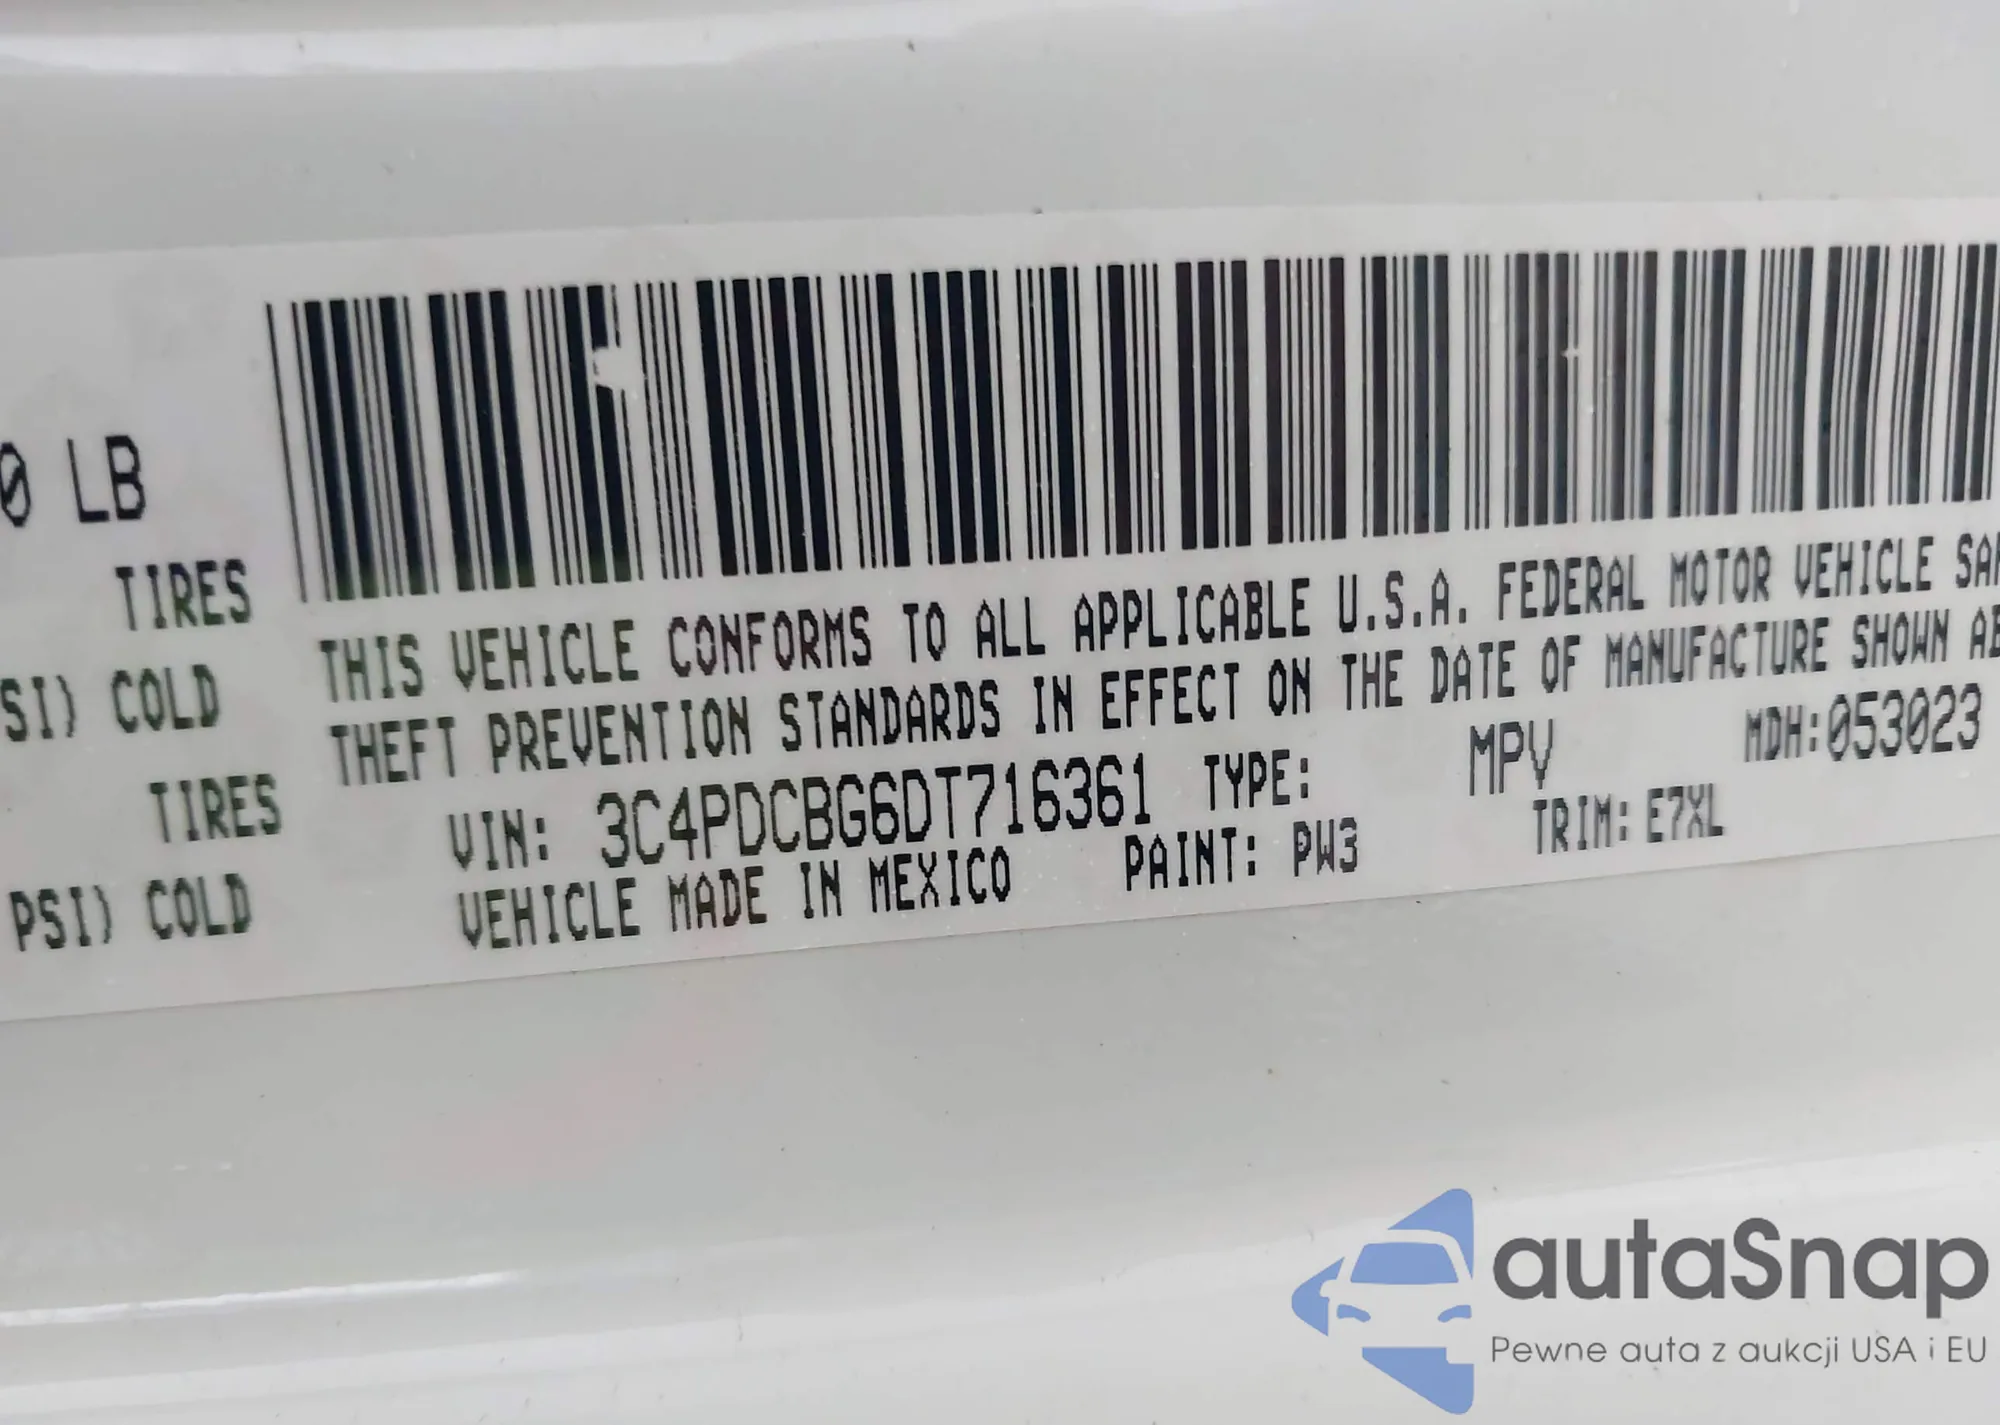 0 LB
TIRES
SI) COLD
TIRES
PSI) COLD
THIS VEHICLE CONFORMS TO ALL APPLICABLE U.S.A. FEDERAL MOTOR VEHICLE SAF
THEFT PREVENTION STANDARDS IN EFFECT ON THE DATE OF MANUFACTURE SHOWN AB
VIN: 3C4PDCBG6DT716361 TYPE: MPV MDH:053023
VEHICLE MADE IN MEXICO PAINT: PW3 TRIM: E7XL
autaSnap
Pewne auta z aukcji USA i EU